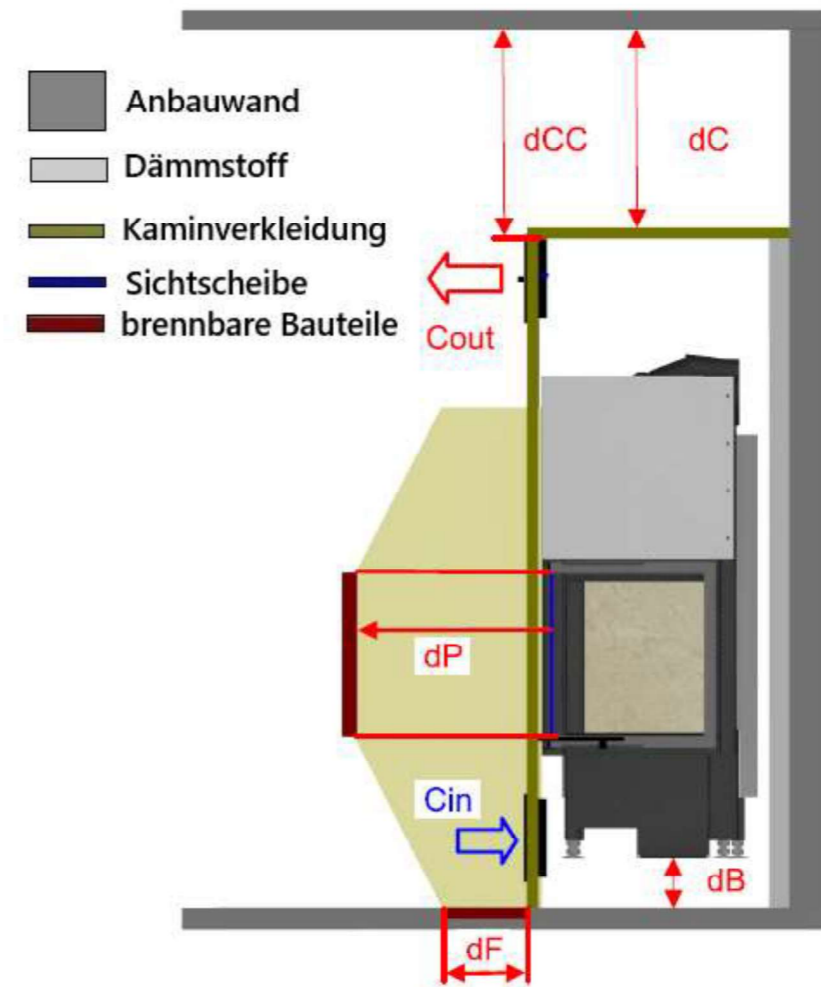 Anbauwand
Dämmstoff
Kaminverkleidung
Sichtscheibe
brennbare Bauteile
dCC
dC
Cout
dP
Cin
dB
dF